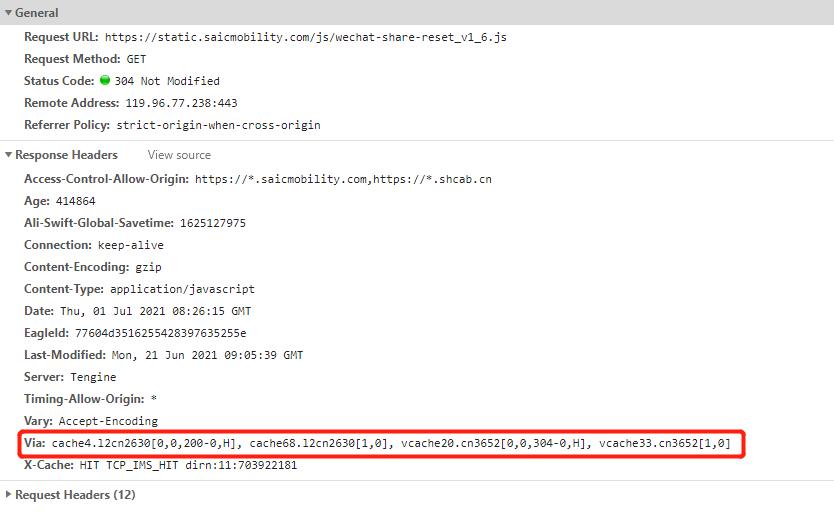 General
Request URL: https://static.saicmobility.com/js/wechat-share-reset_v1_6.js
Request Method: GET
Status Code: 304 Not Modified
Remote Address: 119.96.77.238:443
Referrer Policy: strict-origin-when-cross-origin
Response Headers View source
Access-Control-Allow-Origin: https://*.saicmobility.com,https://*.shcab.cn
Age: 414864
Ali-Swift-Global-Savetime: 1625127975
Connection: keep-alive
Content-Encoding: gzip
Content-Type: application/javascript
Date: Thu, 01 Jul 2021 08:26:15 GMT
EagleId: 77604d3516255428397635255e
Last-Modified: Mon, 21 Jun 2021 09:05:39 GMT
Server: Tengine
Timing-Allow-Origin: *
Vary: Accept-Encoding
Via: cache4.l2cn2630[0,0,200-0,H], cache68.l2cn2630[1,0], vcache20.cn3652[0,0,304-0,H], vcache33.cn3652[1,0]
X-Cache: HIT TCP_IMS_HIT dirn:11:703922181
Request Headers (12)